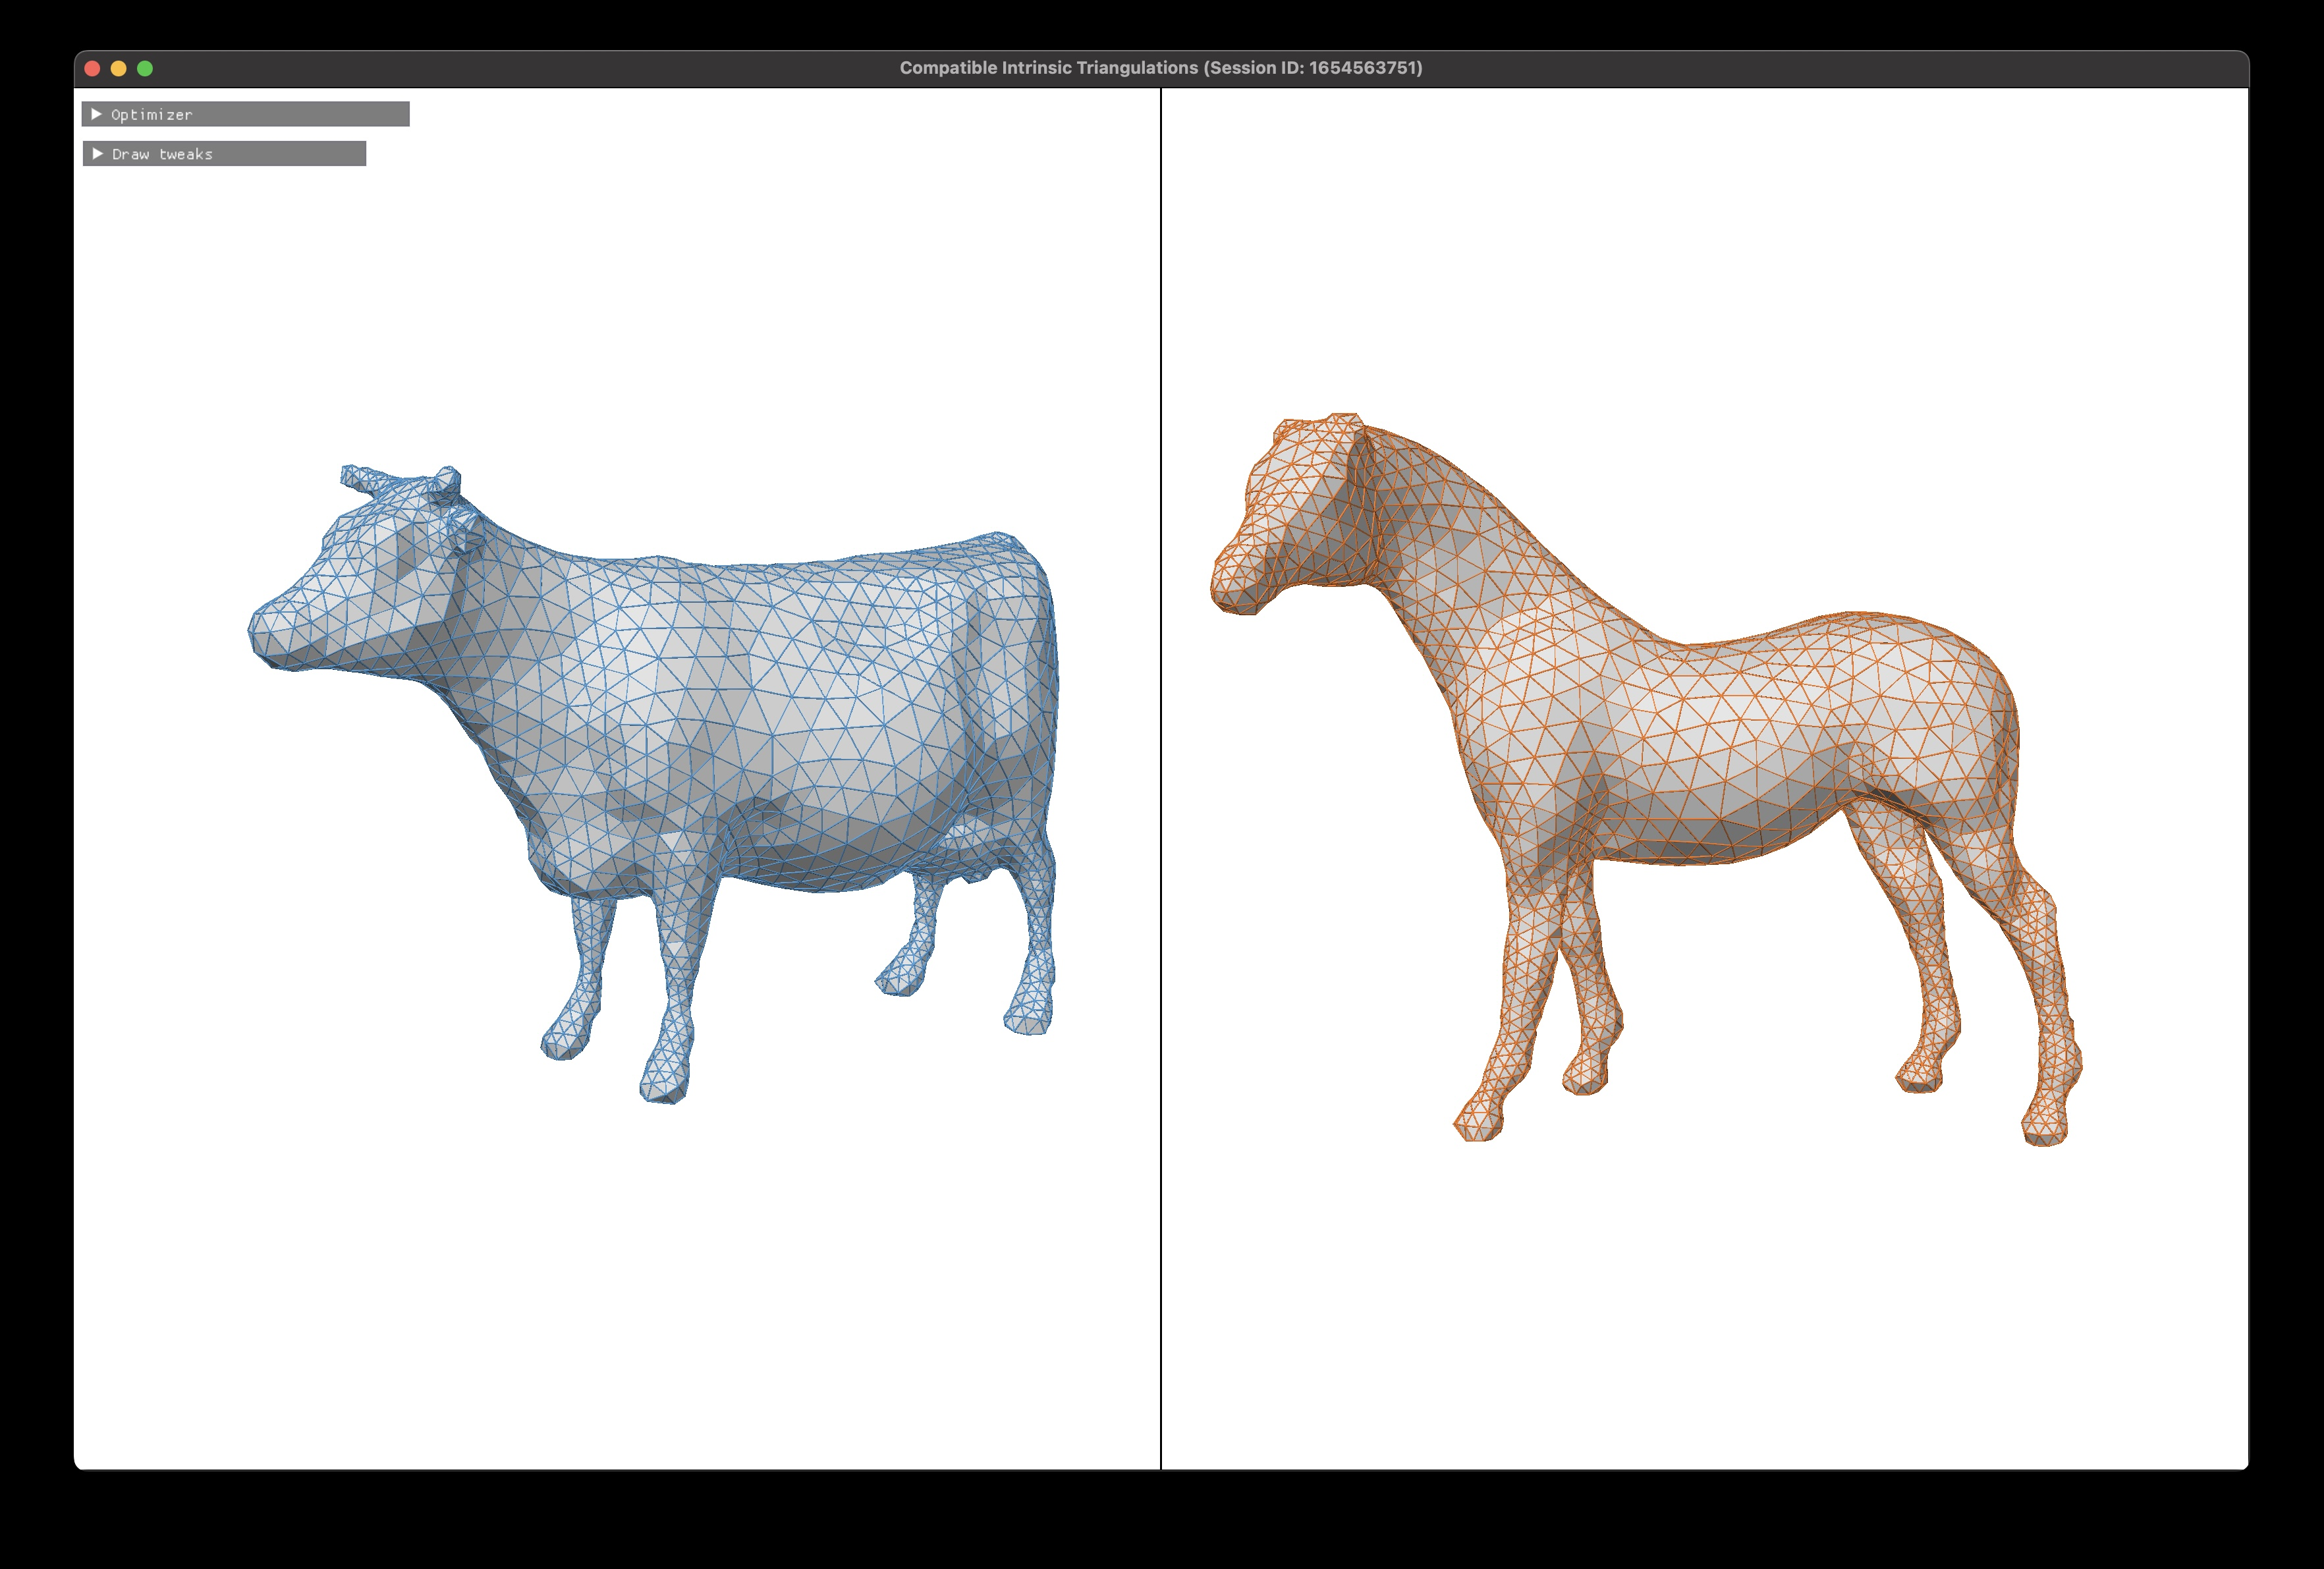 Compatible Intrinsic Triangulations (Session ID: 1654563751)
Optimizer
Draw tweaks